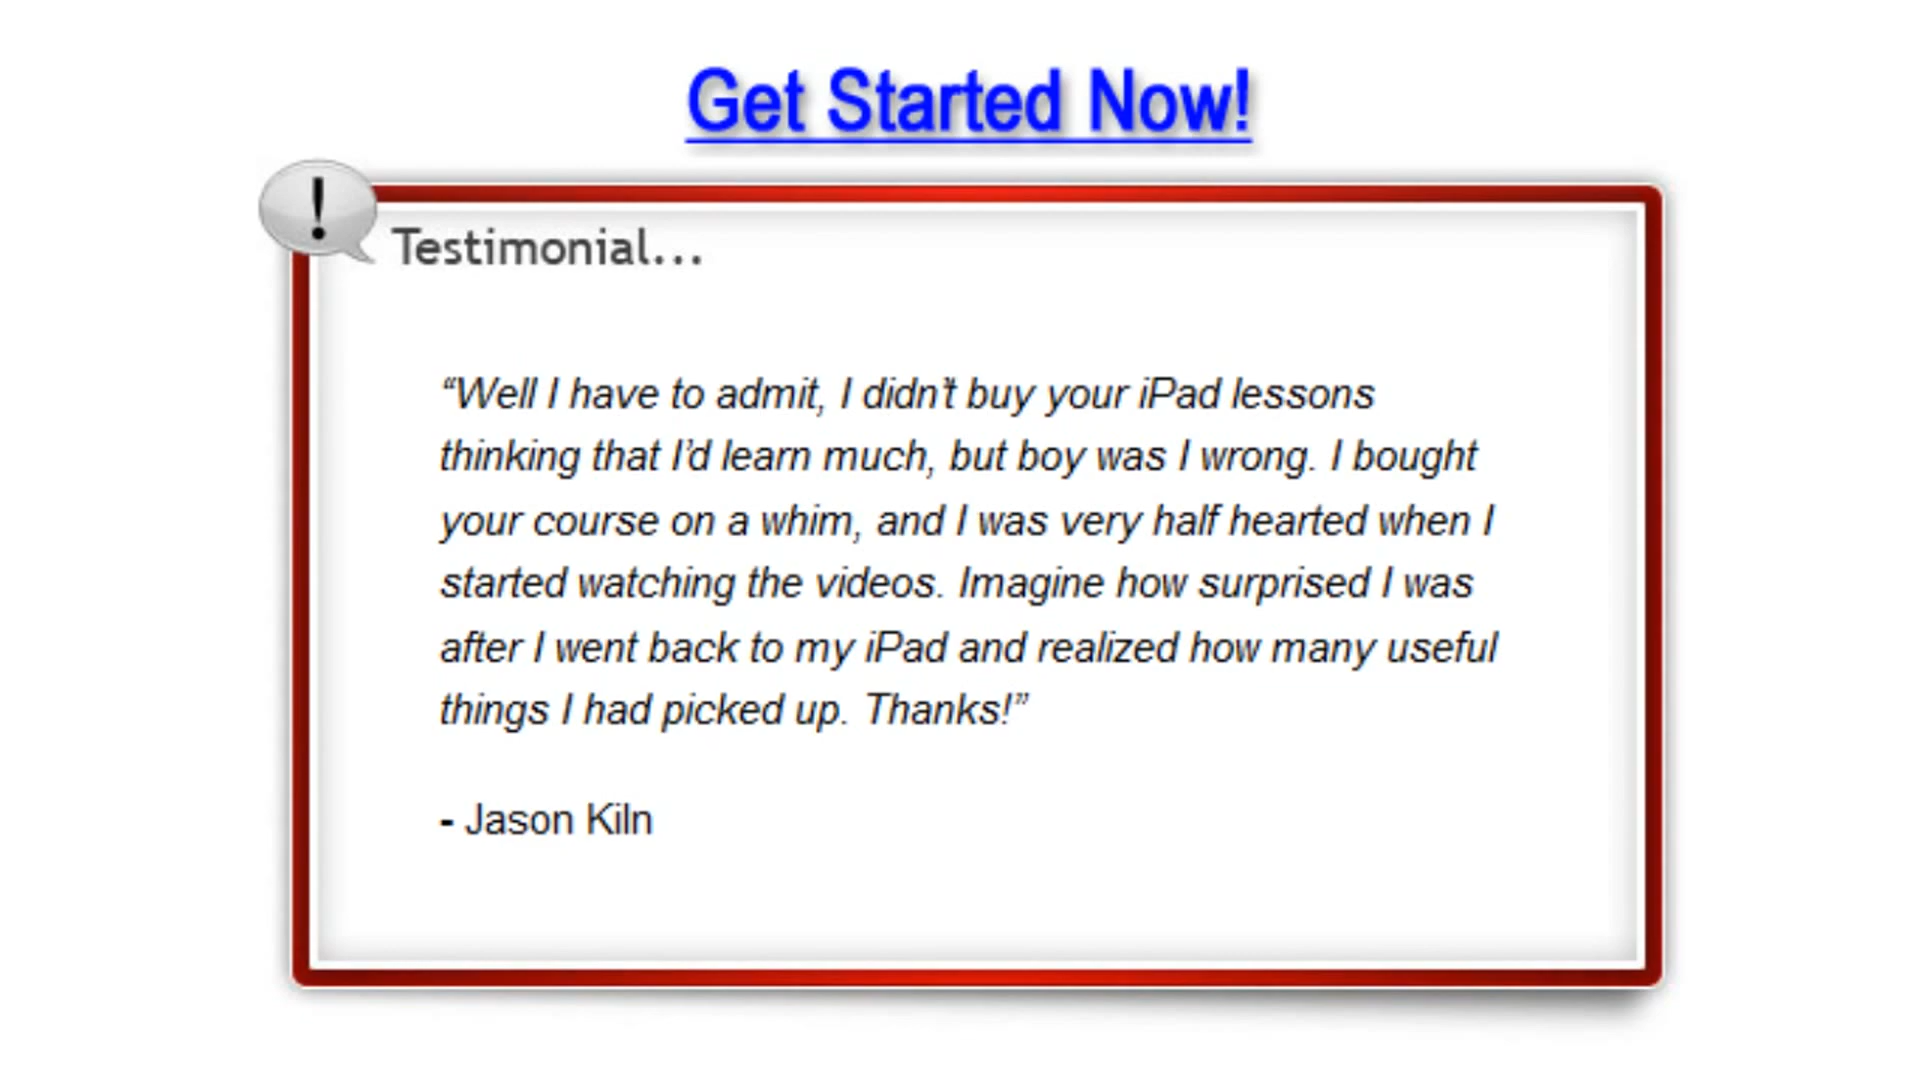 Get Started Now!
!
Testimonial...
“Well I have to admit, I didn’t buy your iPad lessons
thinking that I’d learn much, but boy was I wrong. I bought
your course on a whim, and I was very half hearted when I
started watching the videos. Imagine how surprised I was
after I went back to my iPad and realized how many useful
things I had picked up. Thanks!”
- Jason Kiln